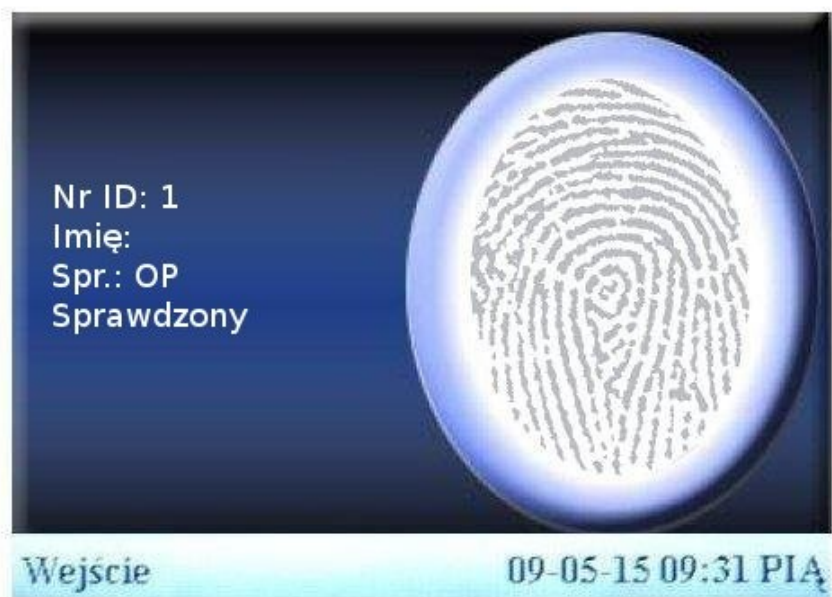 Nr ID: 1
Imię:
Spr.: OP
Sprawdzony
Wejście 09-05-15 09:31 PIĄ